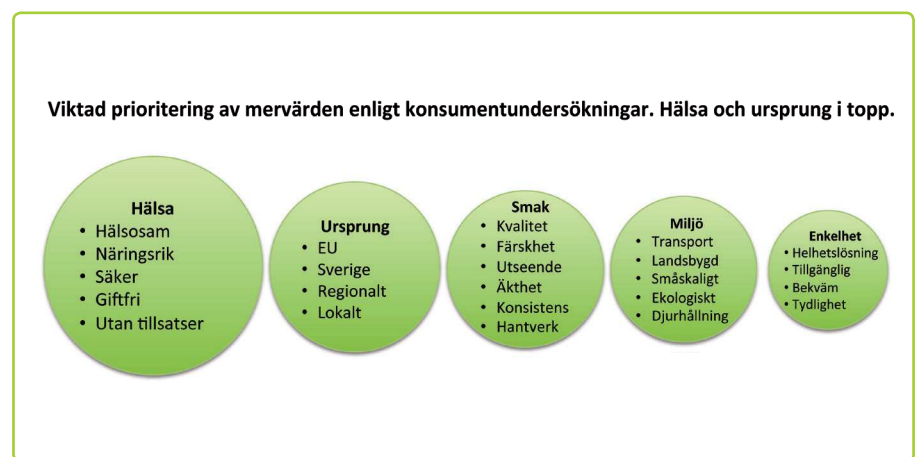 Viktad prioritering av mervärden enligt konsumentundersökningar. Hälsa och ursprung i topp.
Hälsa
• Hälsosam
• Näringsrik
• Säker
• Giftfri
• Utan tillsatser
Ursprung
• EU
• Sverige
• Regionalt
• Lokalt
Smak
• Kvalitet
• Färskhet
• Utseende
• Äkthet
• Konsistens
• Hantverk
Miljö
• Transport
• Landsbygd
• Småskaligt
• Ekologiskt
• Djurhållning
Enkelhet
• Helhetslösning
• Tillgänglig
• Bekväm
• Tydlighet